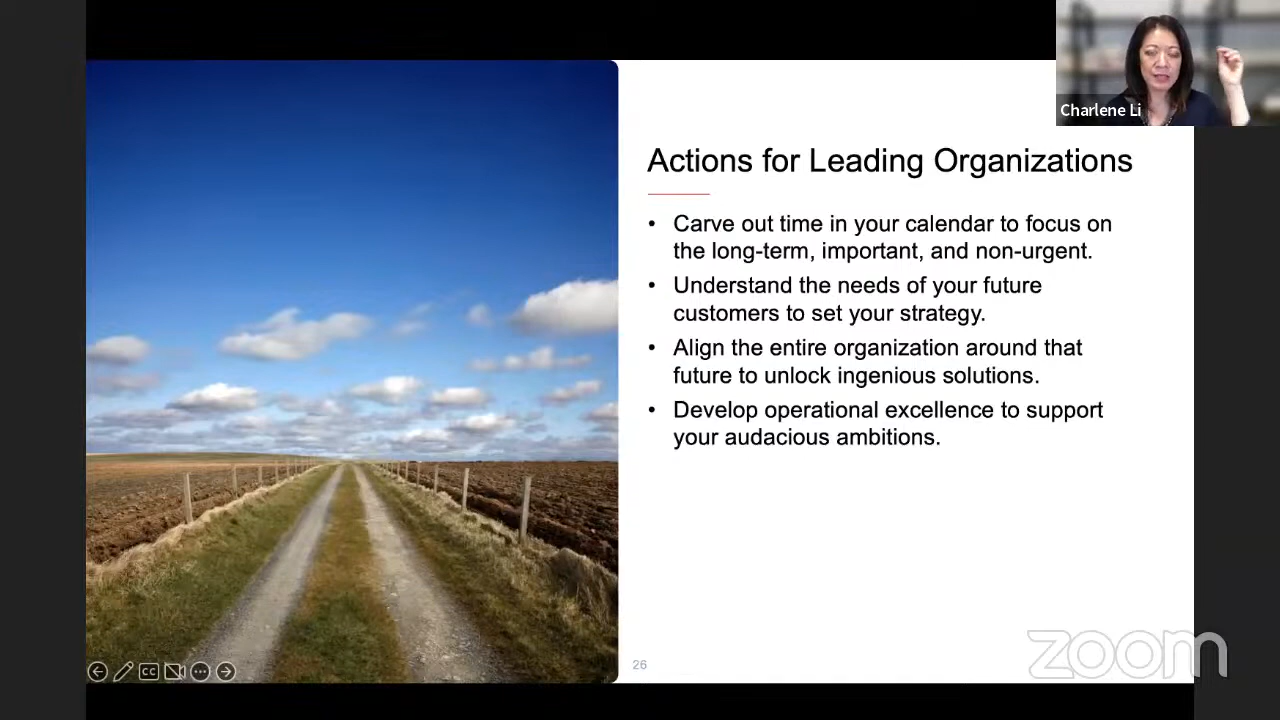 Charlene Li
Actions for Leading Organizations
• Carve out time in your calendar to focus on
the long-term, important, and non-urgent.
• Understand the needs of your future
customers to set your strategy.
• Align the entire organization around that
future to unlock ingenious solutions.
• Develop operational excellence to support
your audacious ambitions.
CC
26
zoom